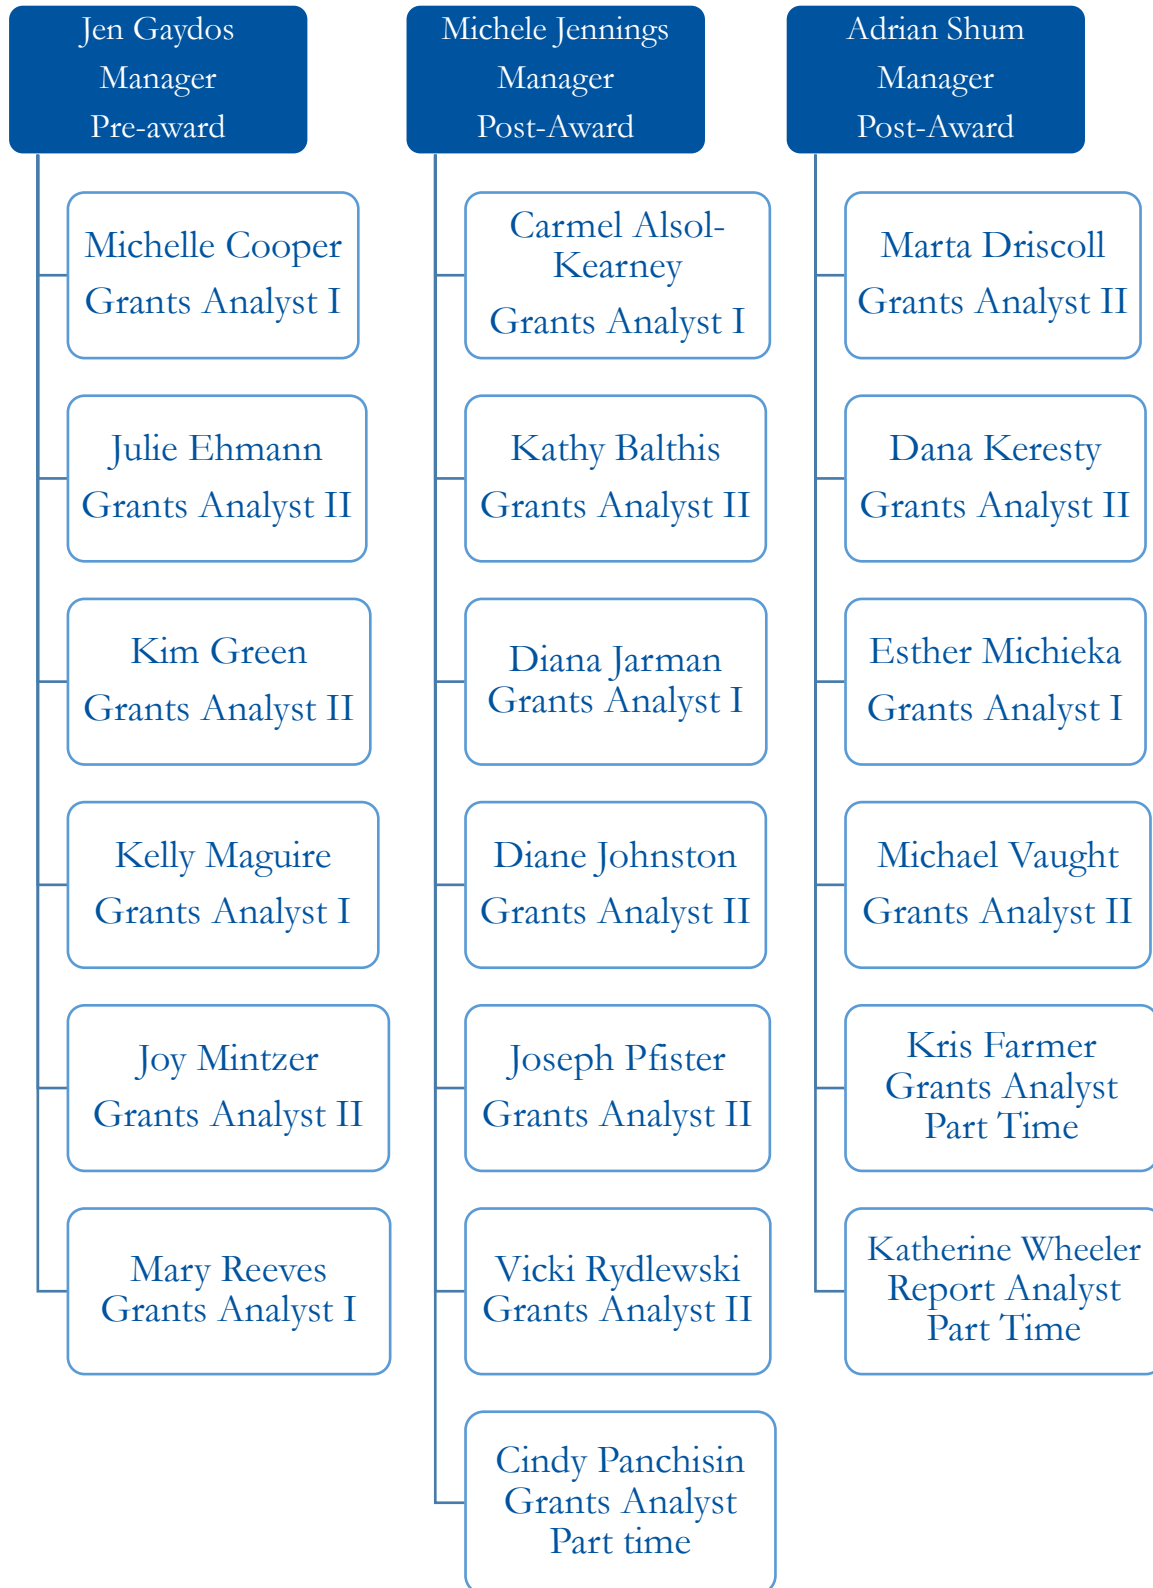 Jen Gaydos
Manager
Pre-award
Michelle Cooper
Grants Analyst I
Julie Ehmann
Grants Analyst II
Kim Green
Grants Analyst II
Kelly Maguire
Grants Analyst I
Joy Mintzer
Grants Analyst II
Mary Reeves
Grants Analyst I
Michele Jennings
Manager
Post-Award
Carmel Alsol-
Kearney
Grants Analyst I
Kathy Balthis
Grants Analyst II
Diana Jarman
Grants Analyst I
Diane Johnston
Grants Analyst II
Joseph Pfister
Grants Analyst II
Vicki Rydlewski
Grants Analyst II
Cindy Panchisin
Grants Analyst
Part time
Adrian Shum
Manager
Post-Award
Marta Driscoll
Grants Analyst II
Dana Keresty
Grants Analyst II
Esther Michieka
Grants Analyst I
Michael Vaught
Grants Analyst II
Kris Farmer
Grants Analyst
Part Time
Katherine Wheeler
Report Analyst
Part Time